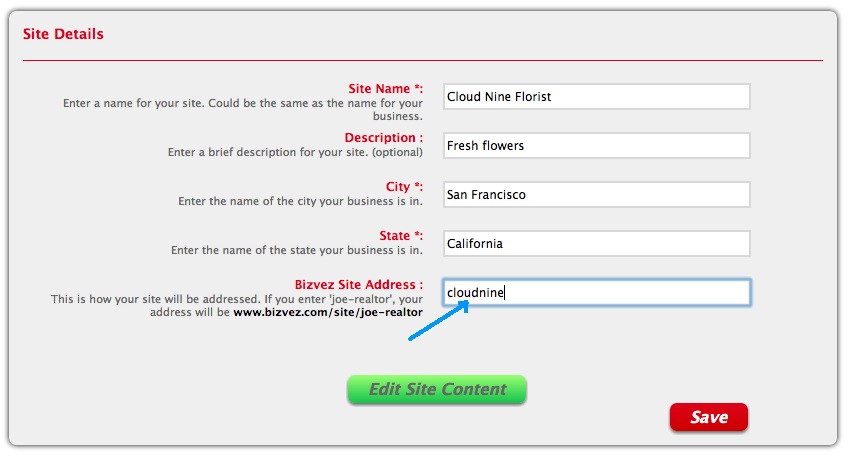 Site Details
Site Name *:
Enter a name for your site. Could be the same as the name for your
business.
Cloud Nine Florist
Description :
Enter a brief description for your site. (optional)
Fresh flowers
City *:
Enter the name of the city your business is in.
San Francisco
State *:
Enter the name of the state your business is in.
California
Bizvez Site Address :
This is how your site will be addressed. If you enter 'joe-realtor', your
address will be www.bizvez.com/site/joe-realtor
cloudnine
Edit Site Content
Save